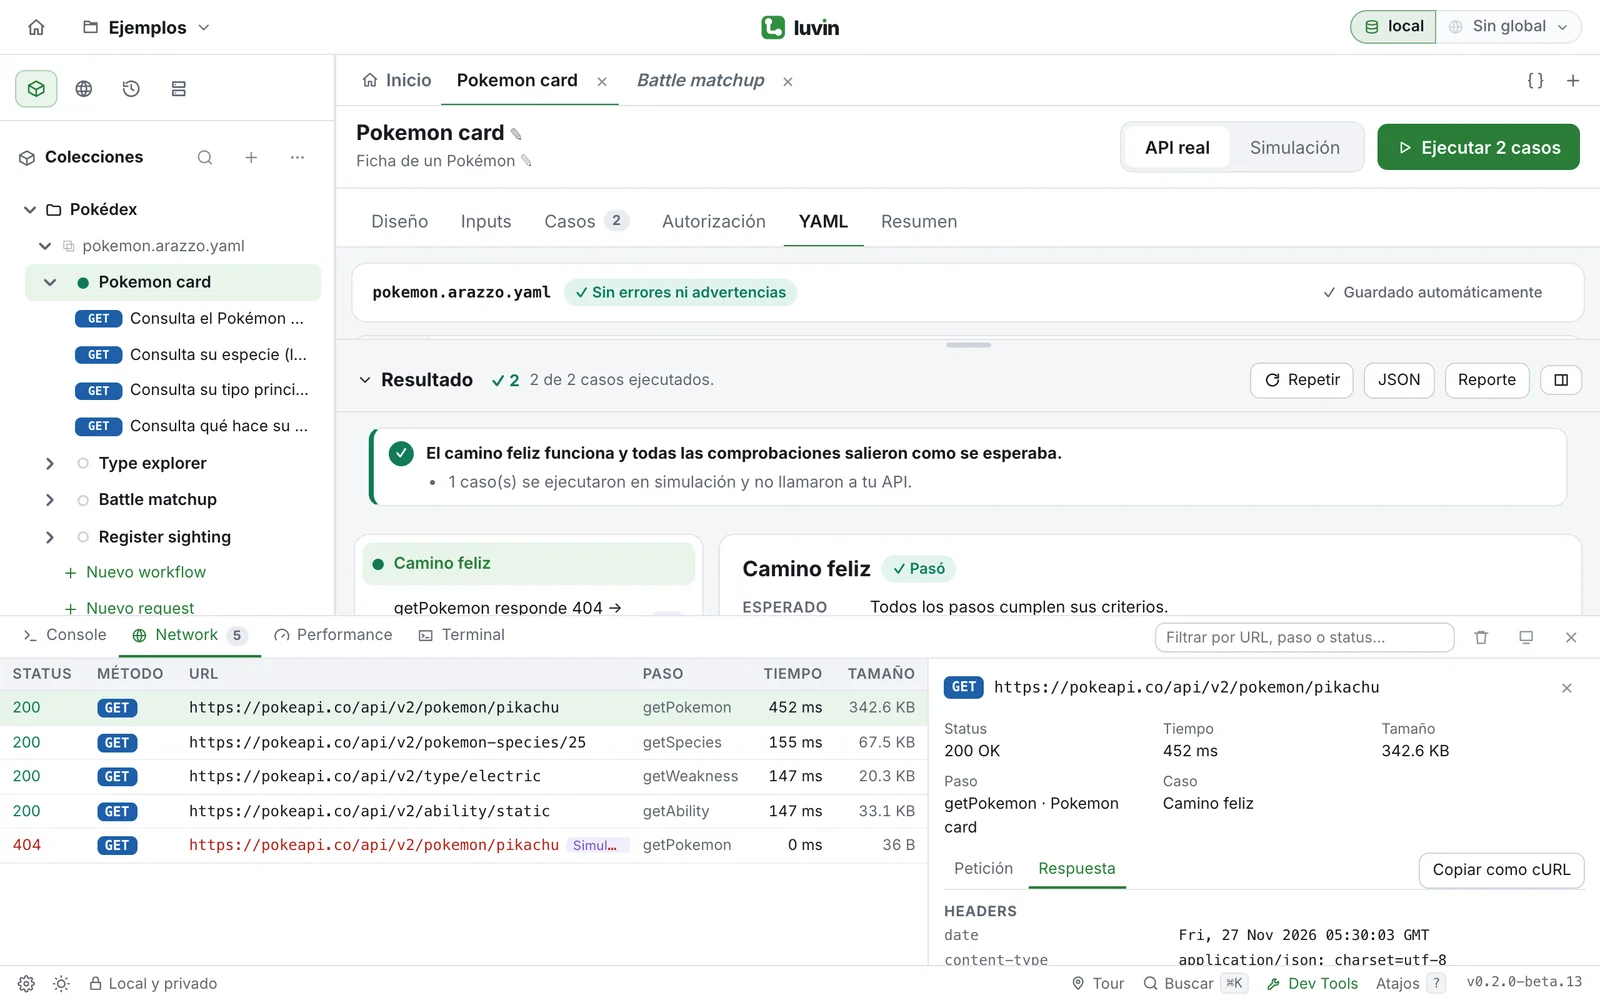 Ejemplos
luvin
local
Sin global
Inicio
Pokemon card
Battle matchup
{ }
Colecciones
Pokédex
pokemon.arazzo.yaml
Pokemon card
GET Consulta el Pokémon ...
GET Consulta su especie (l...
GET Consulta su tipo princi...
GET Consulta qué hace su ...
Type explorer
Battle matchup
Register sighting
+ Nuevo workflow
+ Nuevo request
Pokemon card
Ficha de un Pokémon
API real
Simulación
Ejecutar 2 casos
Diseño
Inputs
Casos 2
Autorización
YAML
Resumen
pokemon.arazzo.yaml
✓ Sin errores ni advertencias
✓ Guardado automáticamente
Resultado
✓ 2
2 de 2 casos ejecutados.
Repetir
JSON
Reporte
El camino feliz funciona y todas las comprobaciones salieron como se esperaba.
• 1 caso(s) se ejecutaron en simulación y no llamaron a tu API.
Camino feliz
getPokemon responde 404 →
Camino feliz
✓ Pasó
ESPERADO
Todos los pasos cumplen sus criterios.
Console
Network 5
Performance
Terminal
Filtrar por URL, paso o status...
STATUS MÉTODO URL PASO TIEMPO TAMAÑO
200 GET https://pokeapi.co/api/v2/pokemon/pikachu getPokemon 452 ms 342.6 KB
200 GET https://pokeapi.co/api/v2/pokemon-species/25 getSpecies 155 ms 67.5 KB
200 GET https://pokeapi.co/api/v2/type/electric getWeakness 147 ms 20.3 KB
200 GET https://pokeapi.co/api/v2/ability/static getAbility 147 ms 33.1 KB
404 GET https://pokeapi.co/api/v2/pokemon/pikachu Simul... getPokemon 0 ms 36 B
GET https://pokeapi.co/api/v2/pokemon/pikachu
Status Tiempo Tamaño
200 OK 452 ms 342.6 KB
Paso Caso
getPokemon · Pokemon Camino feliz
card
Petición
Respuesta
Copiar como cURL
HEADERS
date Fri, 27 Nov 2026 05:30:03 GMT
content-type application/json; charset=utf-8
Local y privado
Tour
Buscar ⌘K
Dev Tools
Atajos ?
v0.2.0-beta.13